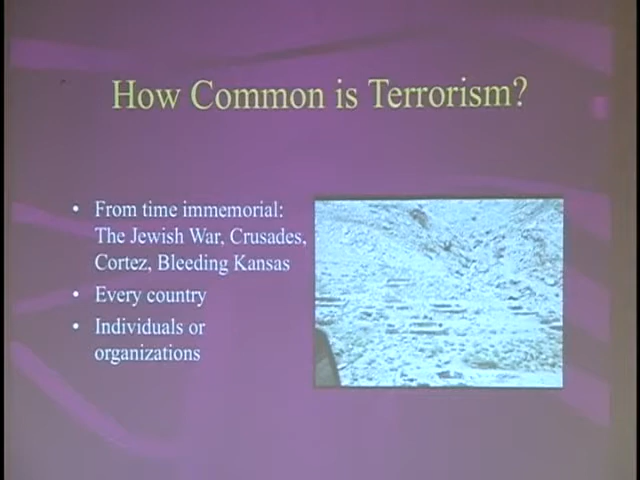 How Common is Terrorism?
• From time immemorial:
The Jewish War, Crusades,
Cortez, Bleeding Kansas
• Every country
• Individuals or
organizations